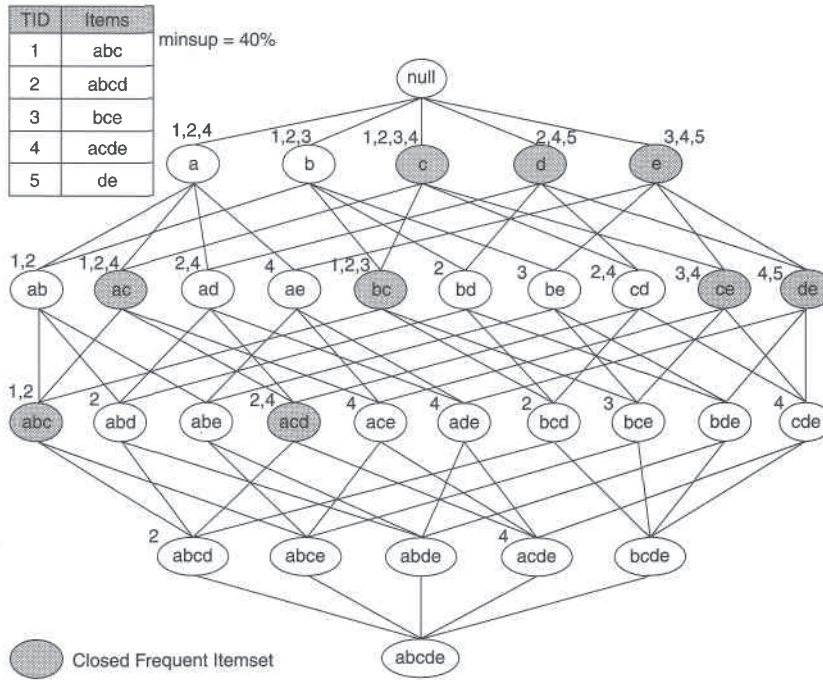 TID Items
1 abc
2 abcd
3 bce
4 acde
5 de
minsup = 40%
null
1,2,4 1,2,3 1,2,3,4 2,4,5 3,4,5
a b c d e
1,2 1,2,4 2,4 4 1,2,3 2 3 2,4 3,4 4,5
ab ac ad ae bc bd be cd ce de
1,2 2 2,4 4 4 2 3 4
abc abd abe acd ace ade bcd bce bde cde
2 4
abcd abce abde acde bcde
abcde
Closed Frequent Itemset